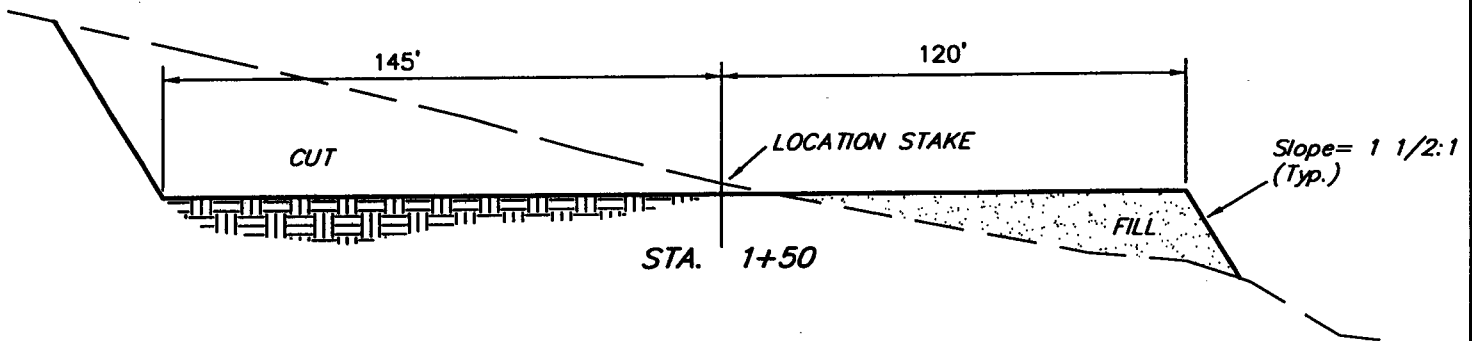 145'
120'
CUT
LOCATION STAKE
Slope= 1 1/2:1
(Typ.)
FILL
STA. 1+50